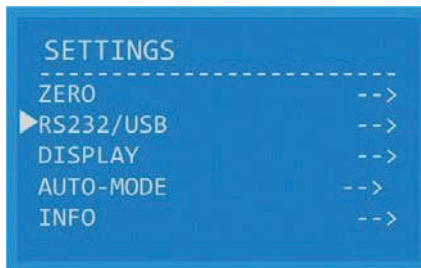 SETTINGS
---------------------------
ZERO -->
RS232/USB -->
DISPLAY -->
AUTO-MODE -->
INFO -->